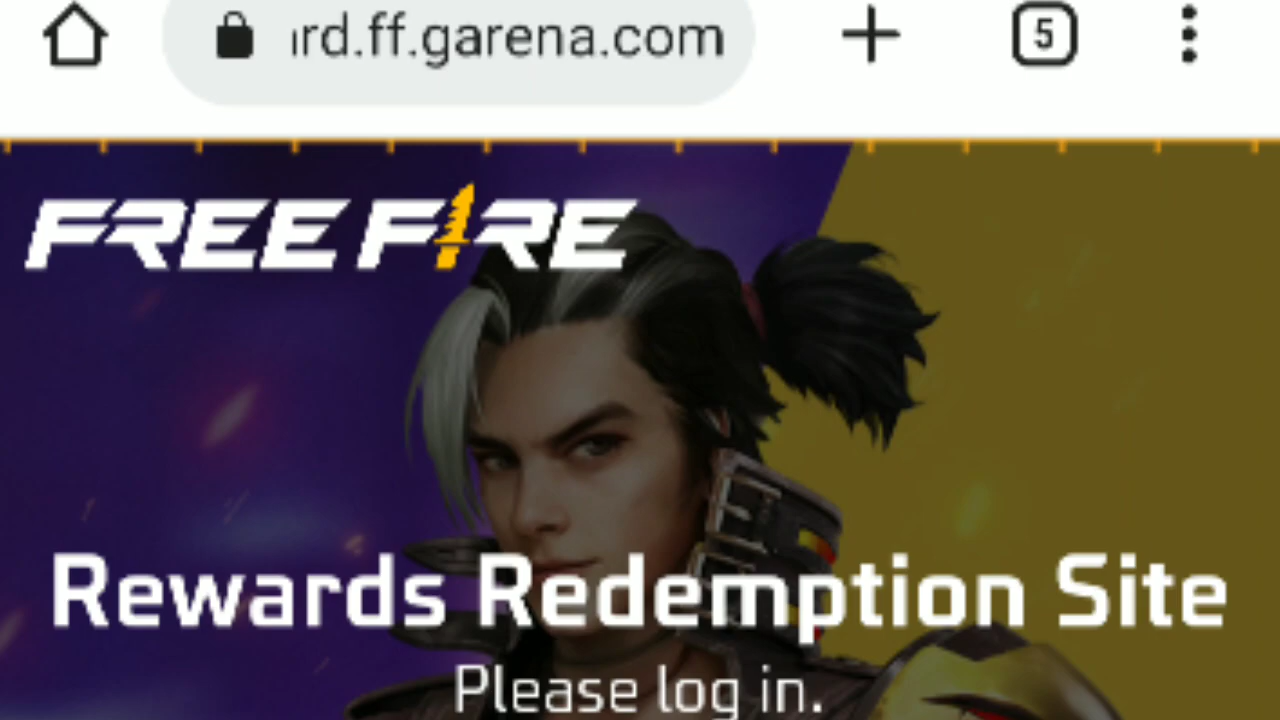 ırd.ff.garena.com
5
FREE FIRE
Rewards Redemption Site
Please log in.